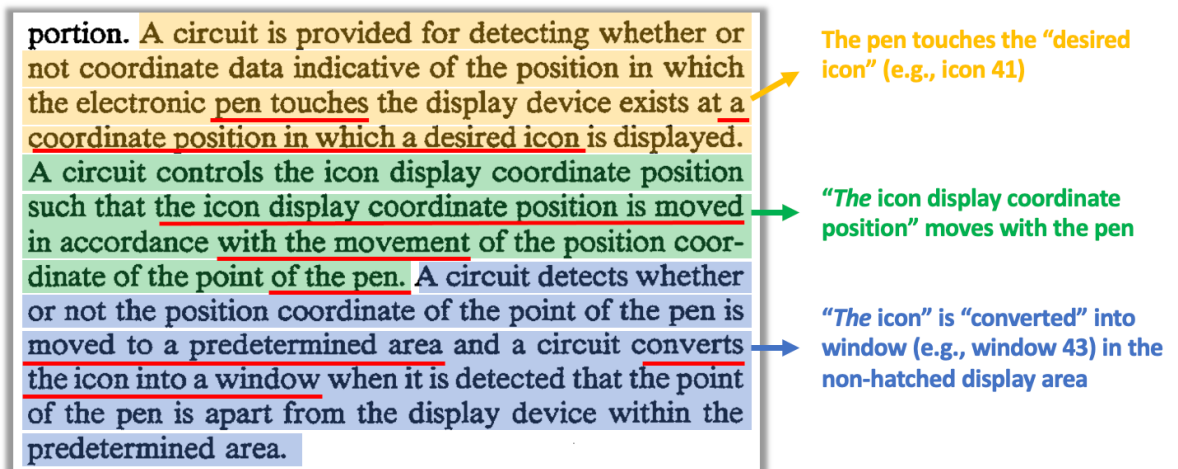 portion. A circuit is provided for detecting whether or
not coordinate data indicative of the position in which
the electronic pen touches the display device exists at a
coordinate position in which a desired icon is displayed.
A circuit controls the icon display coordinate position
such that the icon display coordinate position is moved
in accordance with the movement of the position coor-
dinate of the point of the pen. A circuit detects whether
or not the position coordinate of the point of the pen is
moved to a predetermined area and a circuit converts
the icon into a window when it is detected that the point
of the pen is apart from the display device within the
predetermined area.
The pen touches the “desired
icon” (e.g., icon 41)
“The icon display coordinate
position” moves with the pen
“The icon” is “converted” into
window (e.g., window 43) in the
non-hatched display area